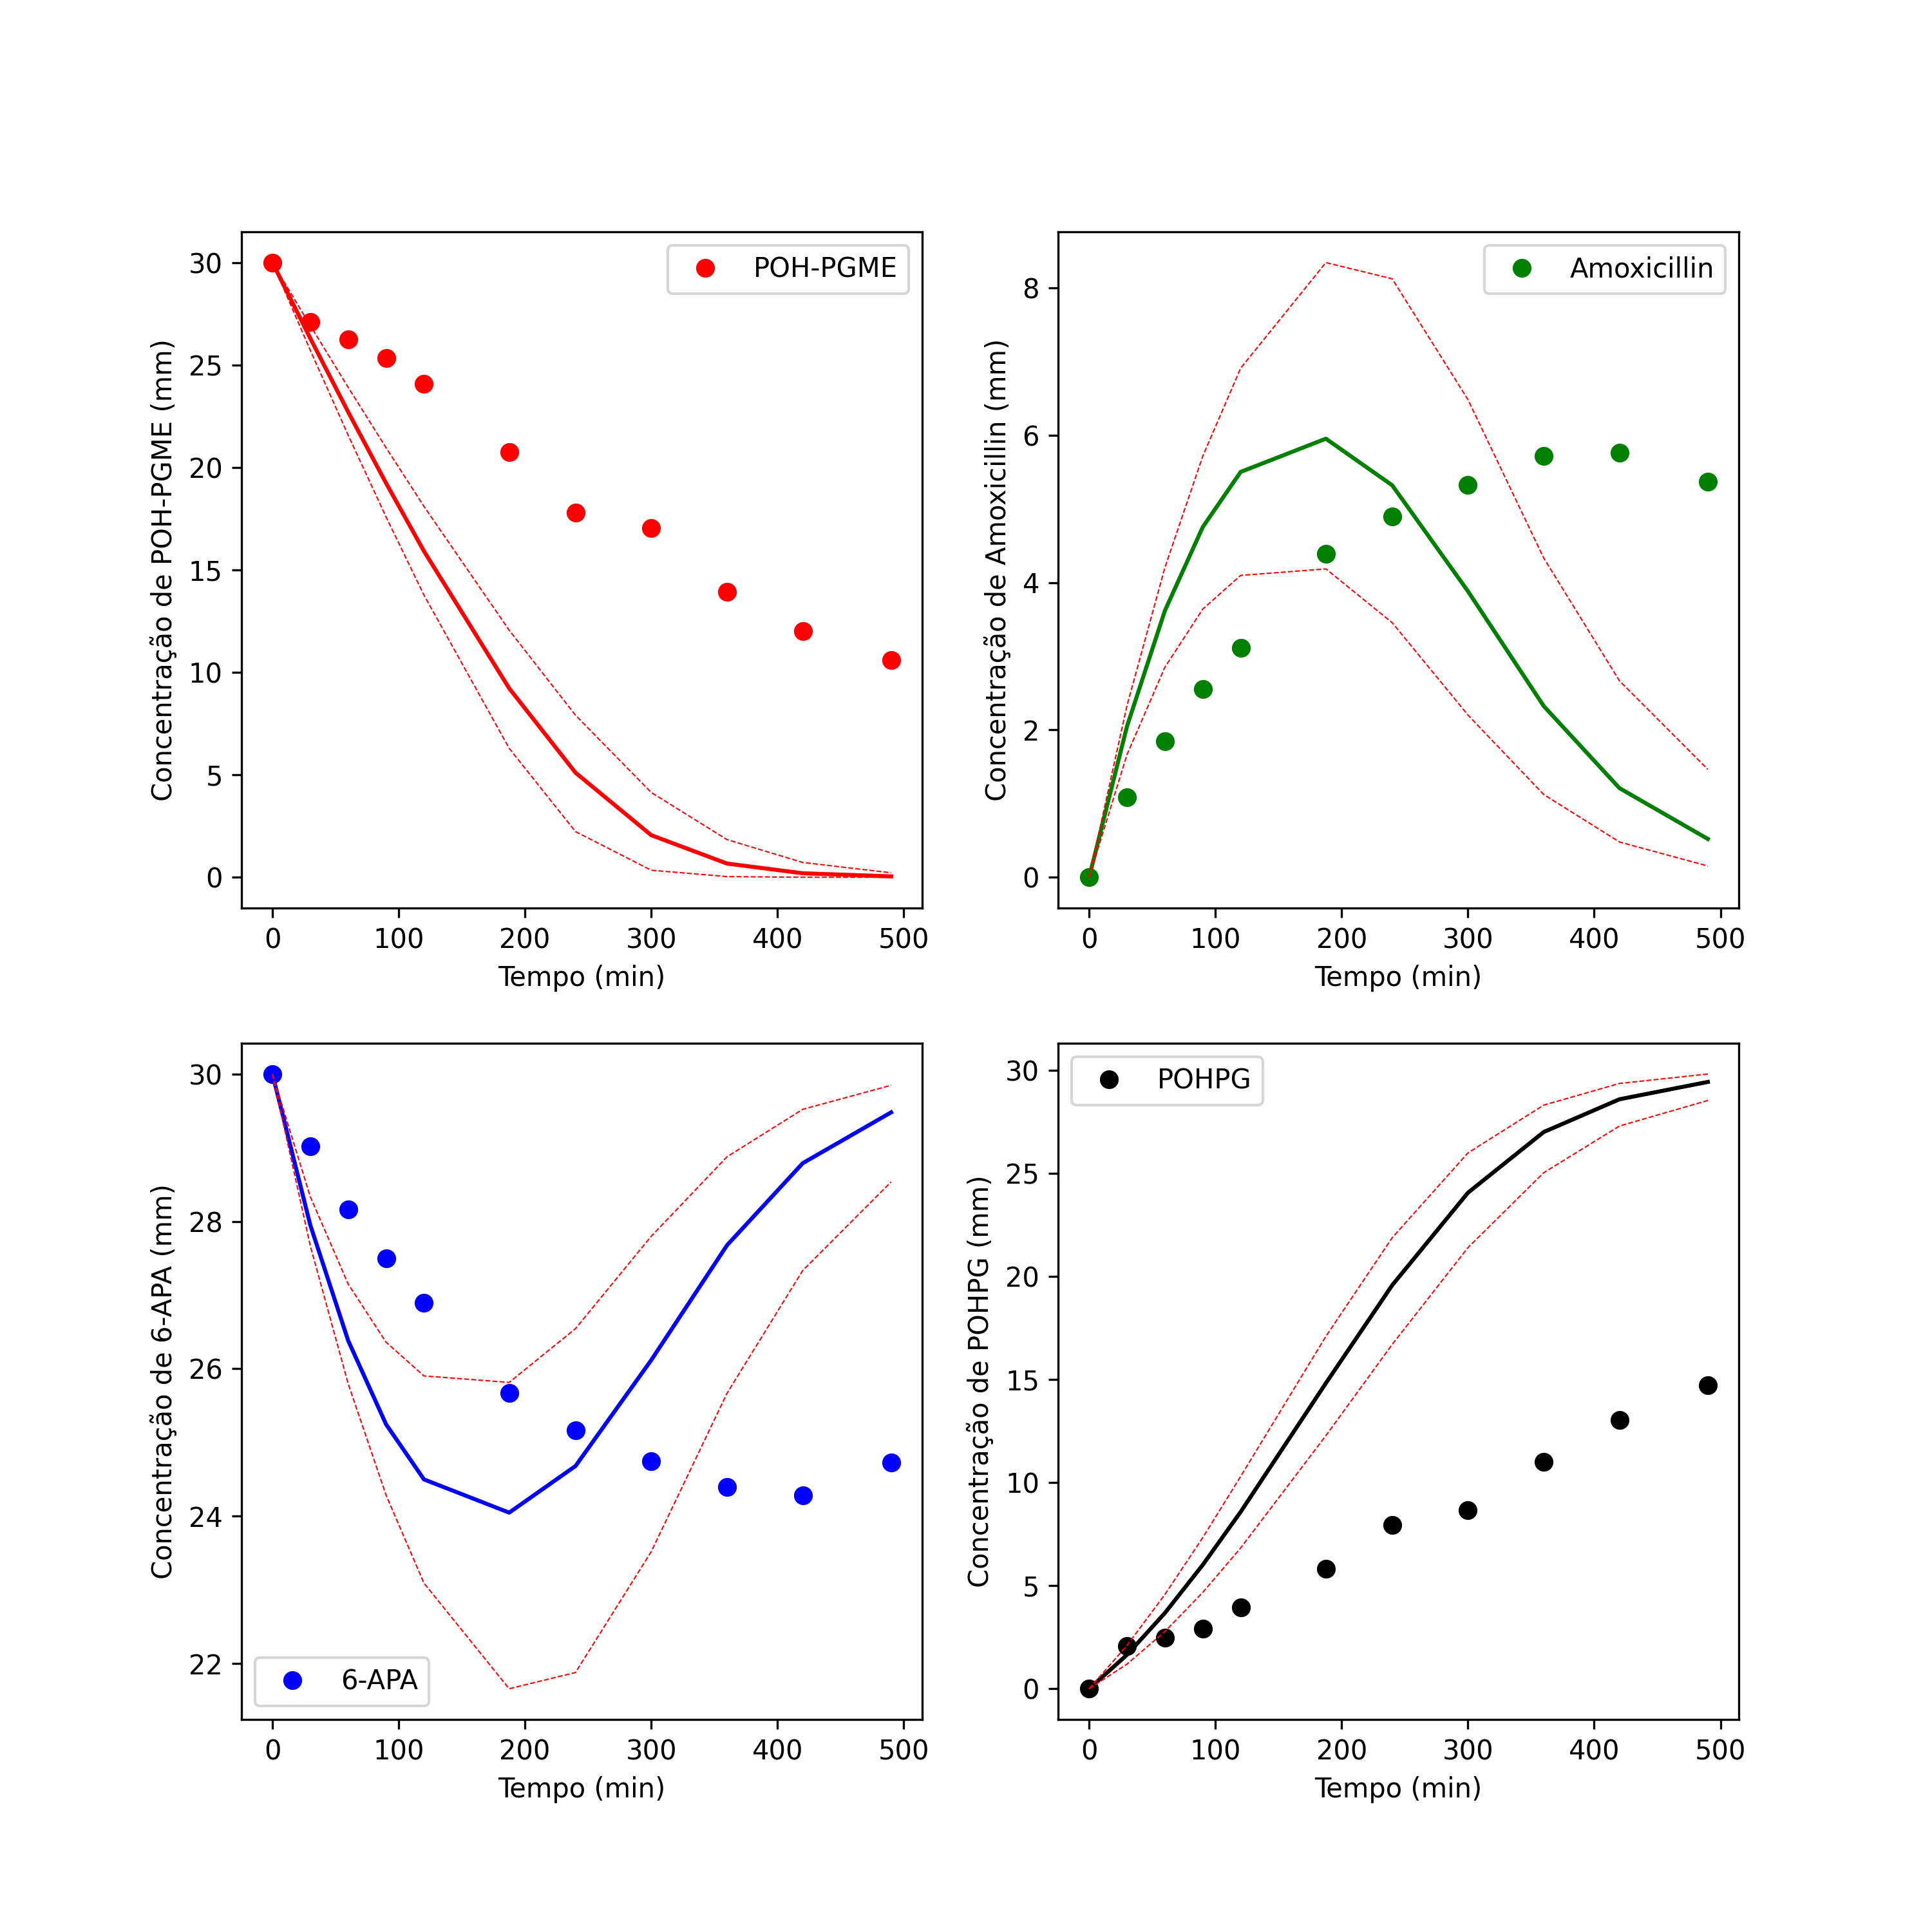 POH-PGME
Concentração de POH-PGME (mm)
30
25
20
15
10
5
0
0 100 200 300 400 500
Tempo (min)
Amoxicillin
Concentração de Amoxicillin (mm)
8
6
4
2
0
0 100 200 300 400 500
Tempo (min)
6-APA
Concentração de 6-APA (mm)
30
28
26
24
22
0 100 200 300 400 500
Tempo (min)
POHPG
Concentração de POHPG (mm)
30
25
20
15
10
5
0
0 100 200 300 400 500
Tempo (min)